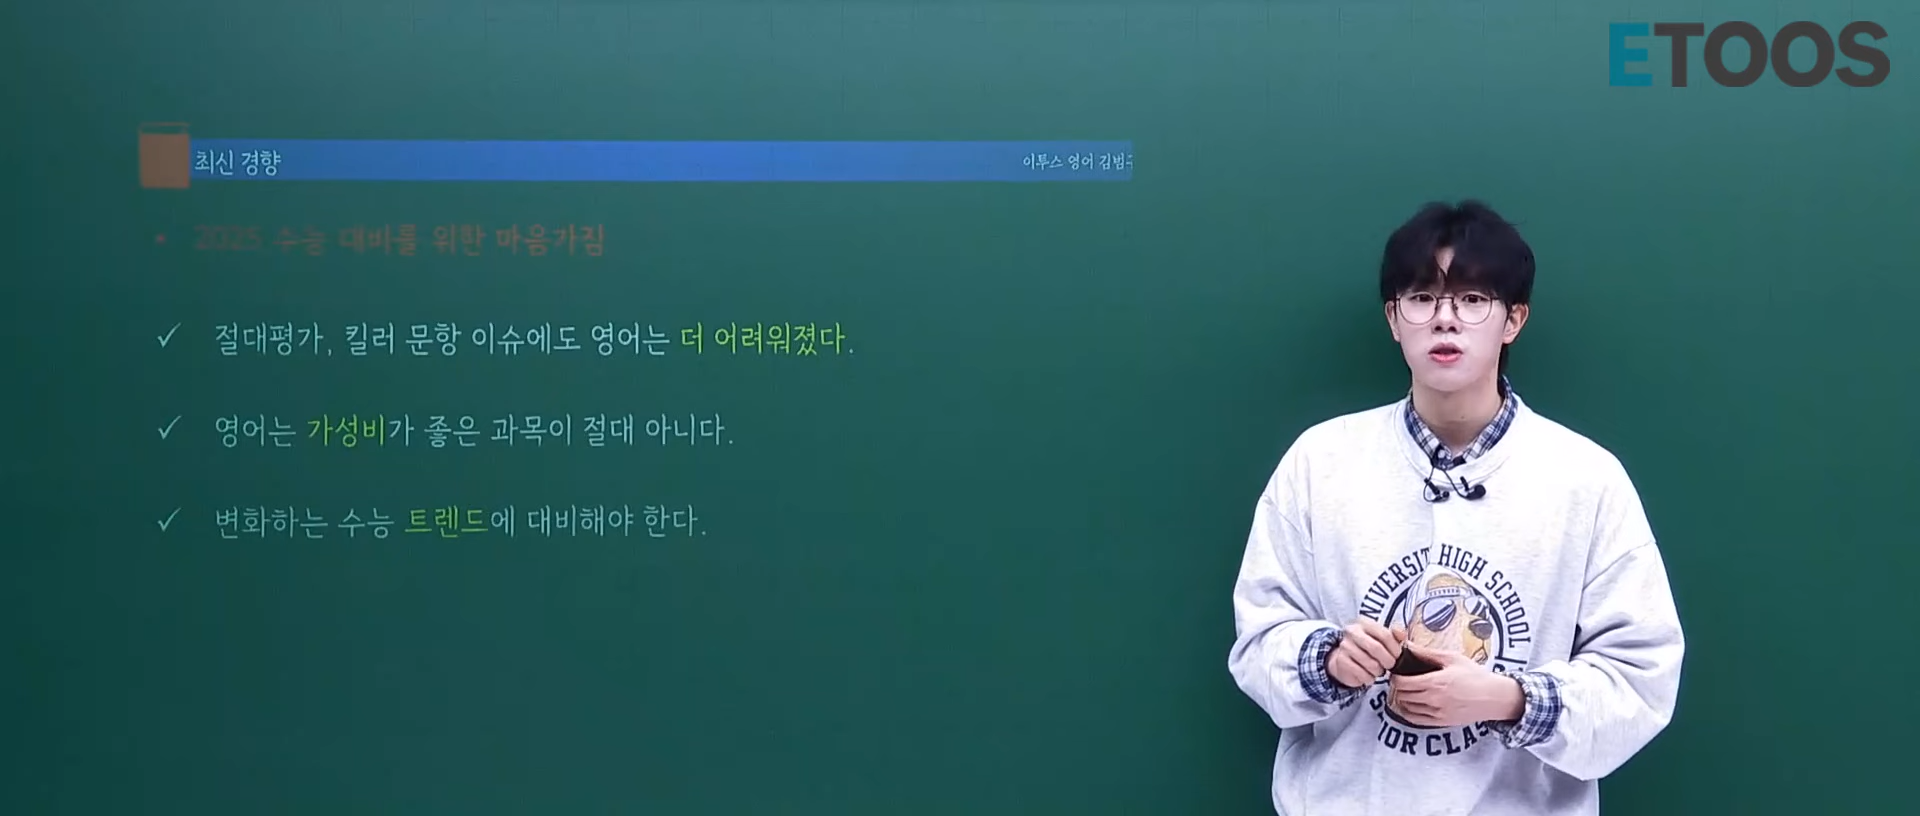 ETOOS
최신 경향
이투스 영어 김범
2025 수능 대비를 위한 마음가짐
✓ 절대평가, 킬러 문항 이슈에도 영어는 더 어려워졌다.
✓ 영어는 가성비가 좋은 과목이 절대 아니다.
✓ 변화하는 수능 트렌드에 대비해야 한다.
HIGH SCHOOL